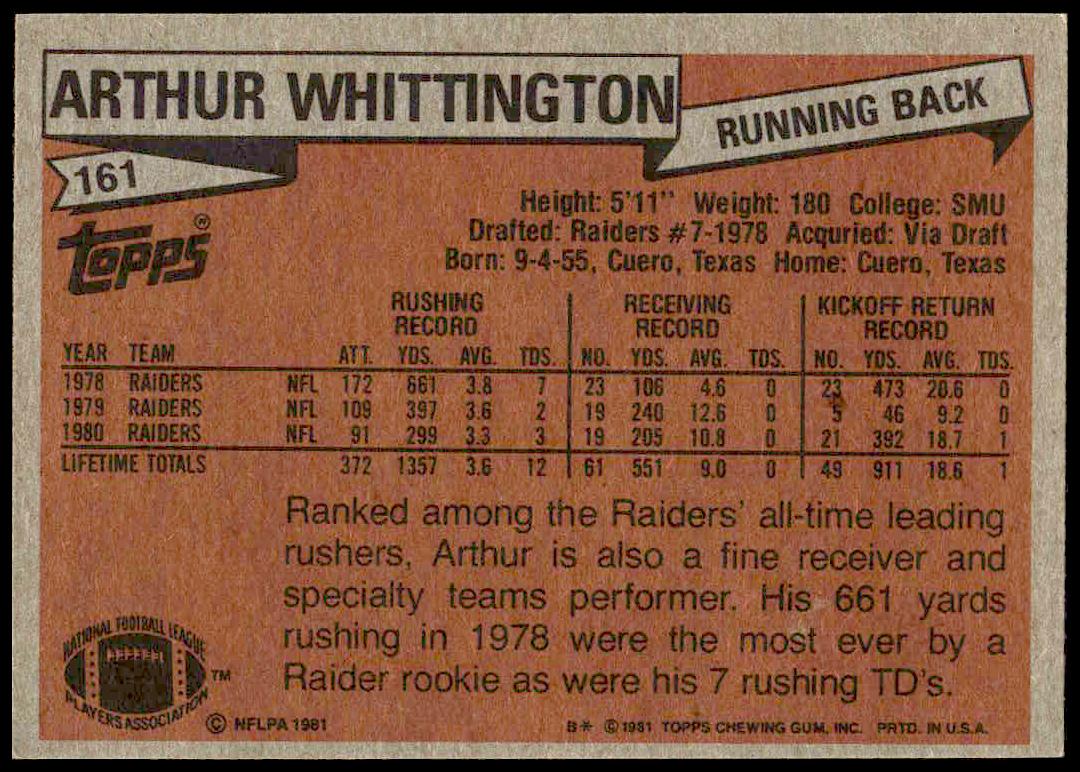 ARTHUR WHITTINGTON
RUNNING BACK
161
Topps®
Height: 5'11" Weight: 180 College: SMU
Drafted: Raiders #7-1978 Acquried: Via Draft
Born: 9-4-55, Cuero, Texas Home: Cuero, Texas
RUSHING RECORD RECEIVING RECORD KICKOFF RETURN RECORD
YEAR TEAM ATT. YDS. AVG. TDS. NO. YDS. AVG. TDS. NO. YDS. AVG. TDS.
1978 RAIDERS NFL 172 661 3.8 7 23 106 4.6 0 23 473 20.6 0
1979 RAIDERS NFL 109 397 3.6 2 19 240 12.6 0 5 46 9.2 0
1980 RAIDERS NFL 91 299 3.3 3 19 205 10.8 0 21 392 18.7 1
LIFETIME TOTALS 372 1357 3.6 12 61 551 9.0 0 49 911 18.6 1
Ranked among the Raiders' all-time leading
rushers, Arthur is also a fine receiver and
specialty teams performer. His 661 yards
rushing in 1978 were the most ever by a
Raider rookie as were his 7 rushing TD's.
NATIONAL FOOTBALL LEAGUE
PLAYERS ASSOCIATION
™
© NFLPA 1981
B* © 1981 TOPPS CHEWING GUM, INC. PRTD. IN U.S.A.